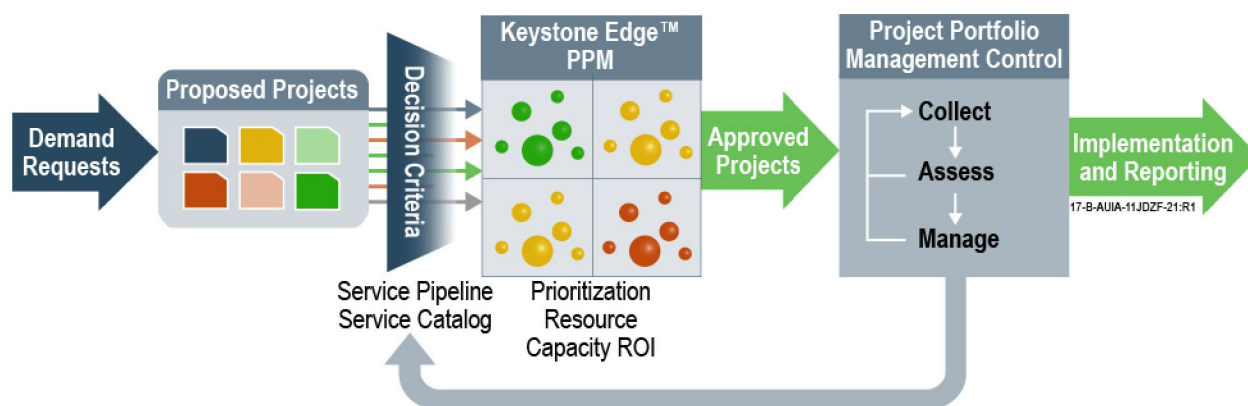 Demand
Requests
Proposed Projects
Decision Criteria
Service Pipeline
Service Catalog
Keystone Edge™
PPM
Prioritization
Resource
Capacity ROI
Approved
Projects
Project Portfolio
Management Control
Collect
Assess
Manage
Implementation
and Reporting
17-B-AUIA-11JDZF-21:R1